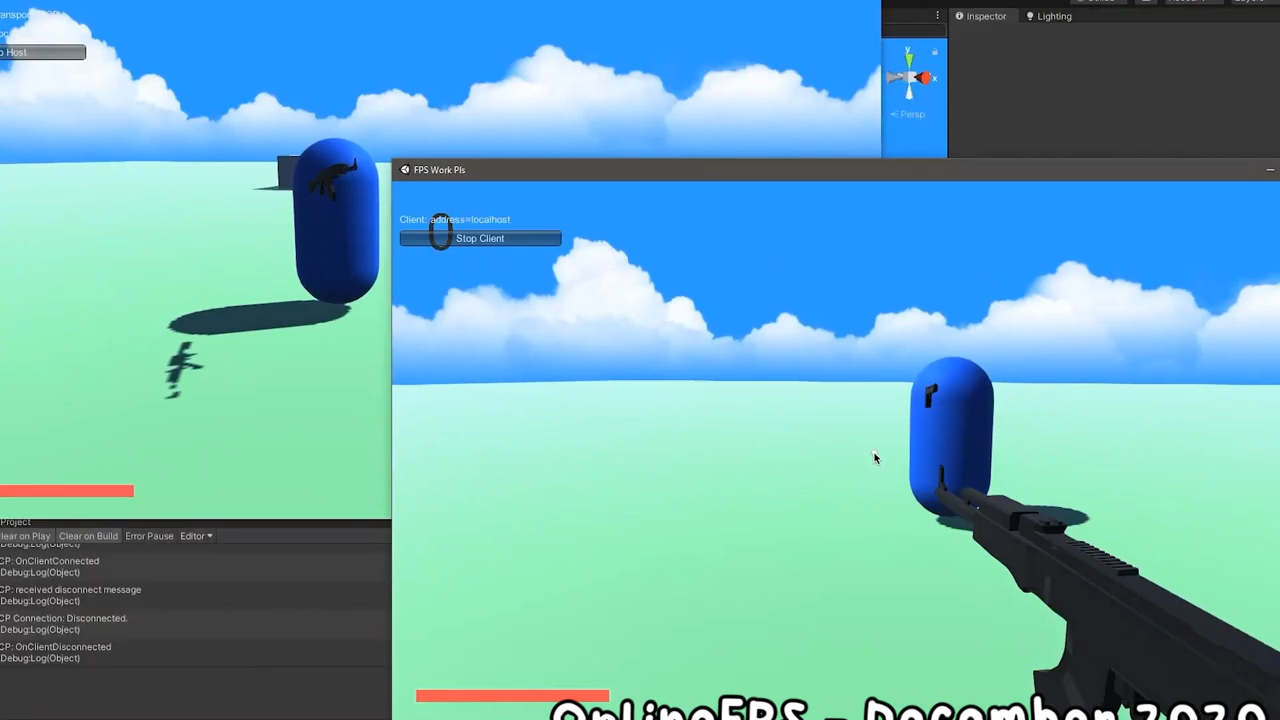 Inspector
Lighting
Host
y
x
Persp
FPS Work Pls
Client: address=localhost
0
Stop Client
Project
Clear on Build Error Pause Editor
Debug:Log(Object)
OnClientConnected
Debug:Log(Object)
received disconnect message
Debug:Log(Object)
Connection: Disconnected.
Debug:Log(Object)
OnClientDisconnected
Debug:Log(Object)
OnlineFPS - December 2020